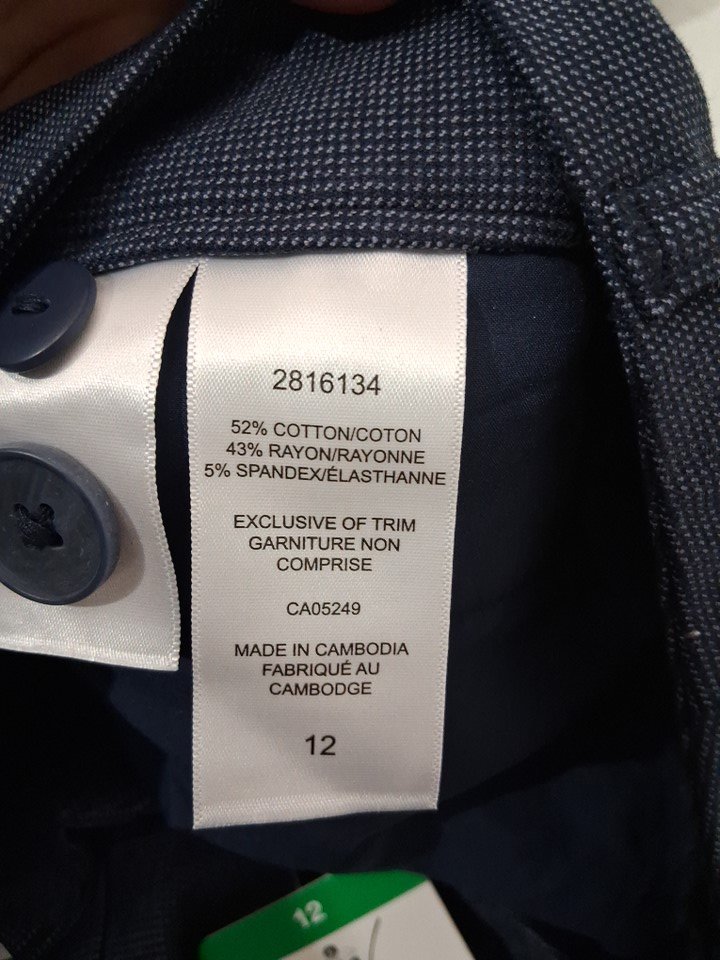 2816134
52% COTTON/COTON
43% RAYON/RAYONNE
5% SPANDEX/ÉLASTHANNE
EXCLUSIVE OF TRIM
GARNITURE NON
COMPRISE
CA05249
MADE IN CAMBODIA
FABRIQUÉ AU
CAMBODGE
12
12